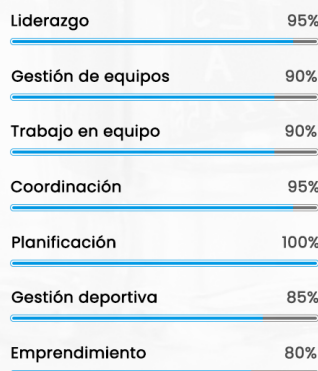 Liderazgo 95%
Gestión de equipos 90%
Trabajo en equipo 90%
Coordinación 95%
Planificación 100%
Gestión deportiva 85%
Emprendimiento 80%